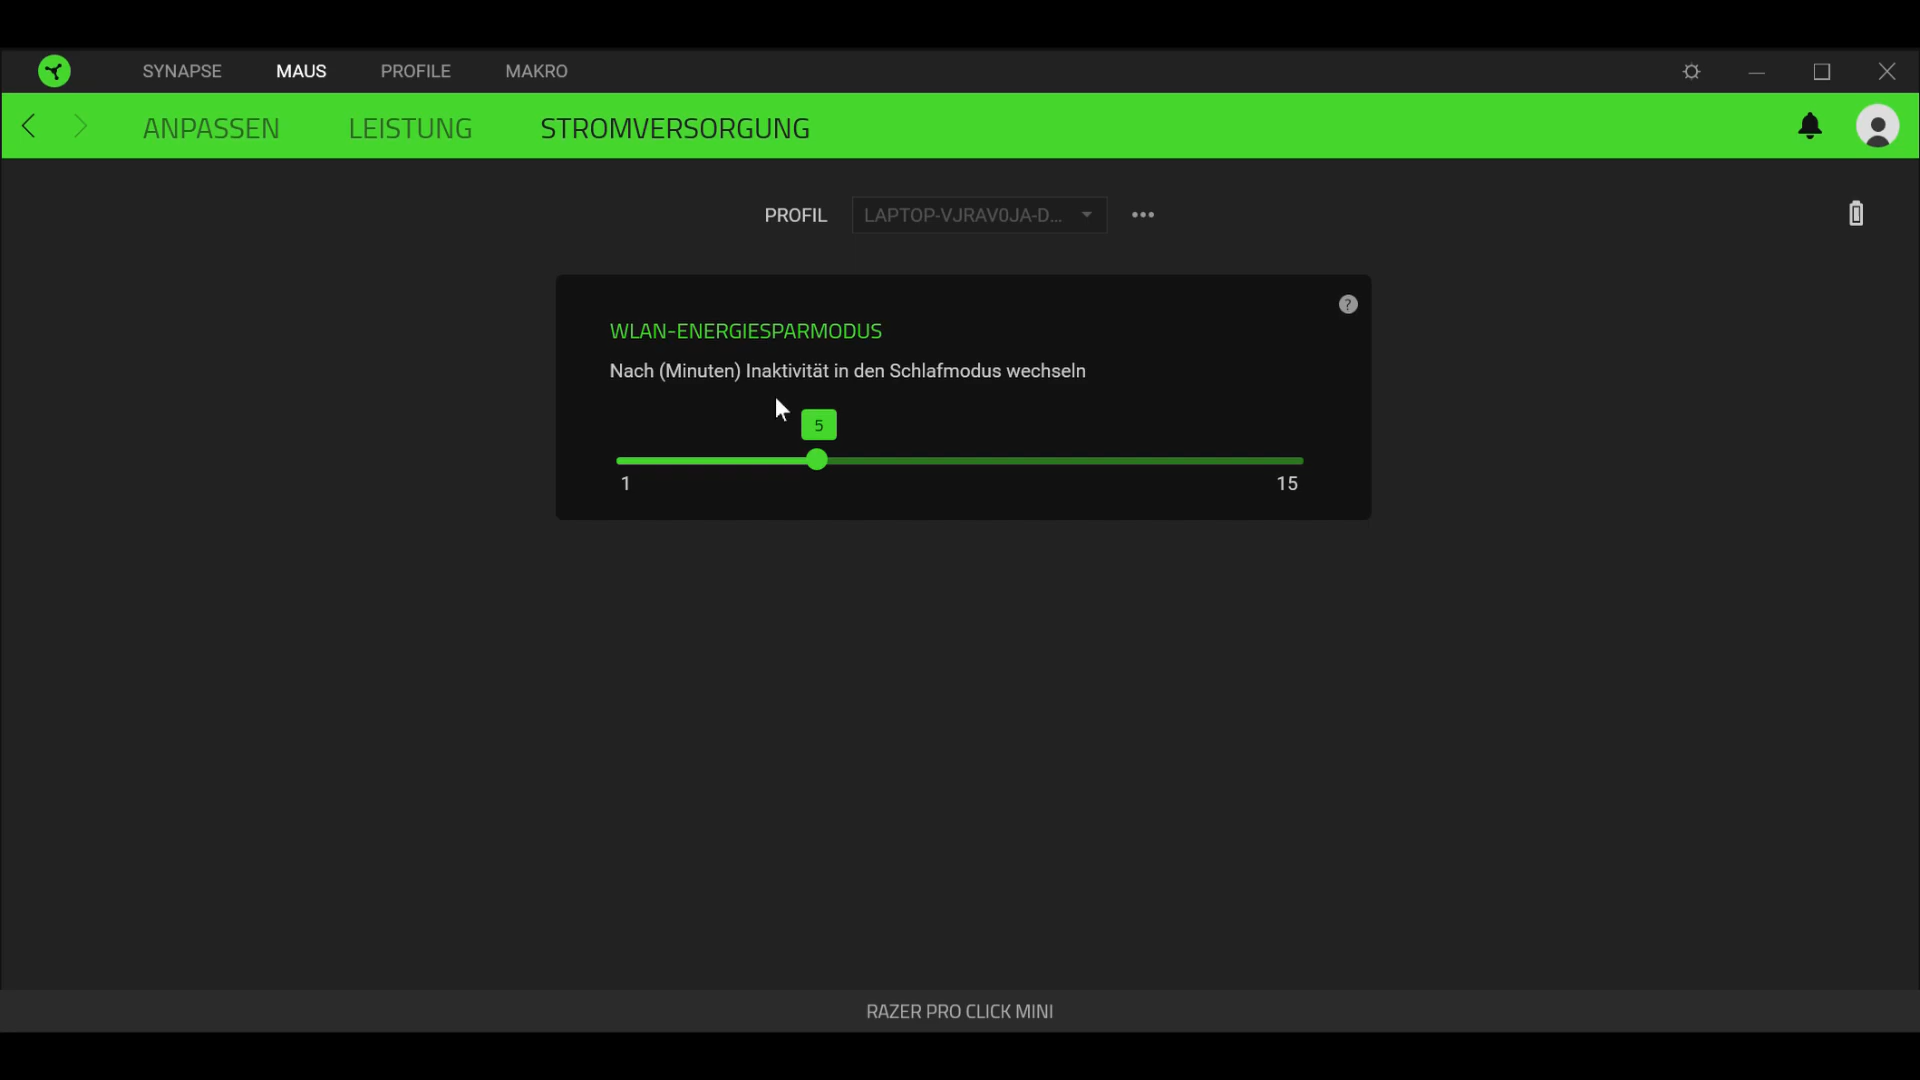 SYNAPSE MAUS PROFILE MAKRO
ANPASSEN LEISTUNG STROMVERSORGUNG
PROFIL LAPTOP-VJRAV0JA-D...
?
WLAN-ENERGIESPARMODUS
Nach (Minuten) Inaktivität in den Schlafmodus wechseln
5
1 15
RAZER PRO CLICK MINI